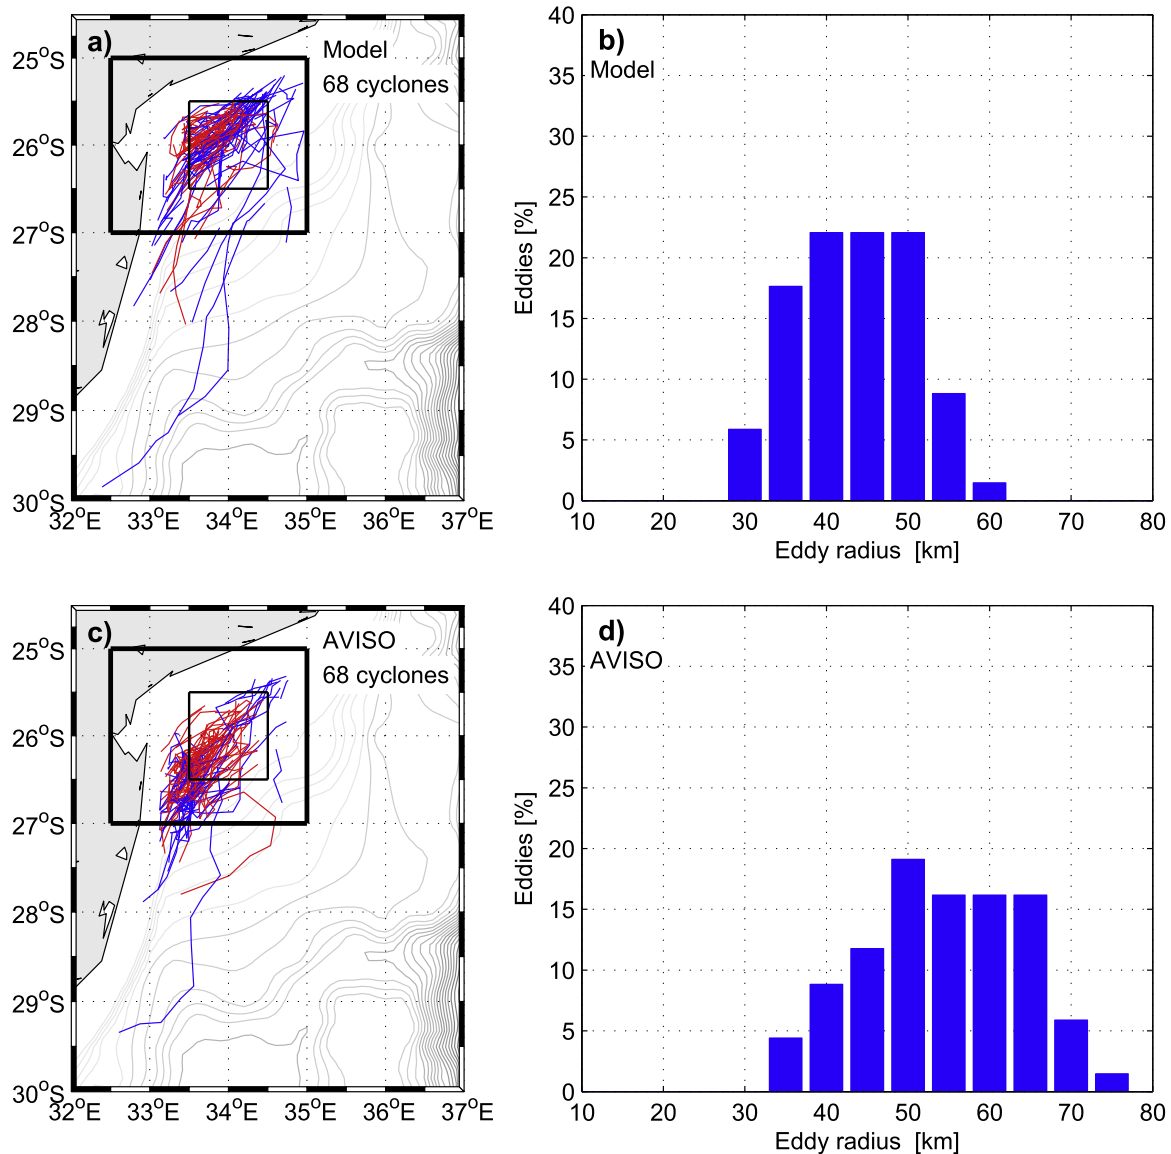 a)
Model
68 cyclones
25°S
26°S
27°S
28°S
29°S
30°S
32°E 33°E 34°E 35°E 36°E 37°E
b)
Model
40
35
30
25
20
15
10
5
0
Eddies [%]
10 20 30 40 50 60 70 80
Eddy radius [km]
c)
AVISO
68 cyclones
25°S
26°S
27°S
28°S
29°S
30°S
32°E 33°E 34°E 35°E 36°E 37°E
d)
AVISO
40
35
30
25
20
15
10
5
0
Eddies [%]
10 20 30 40 50 60 70 80
Eddy radius [km]